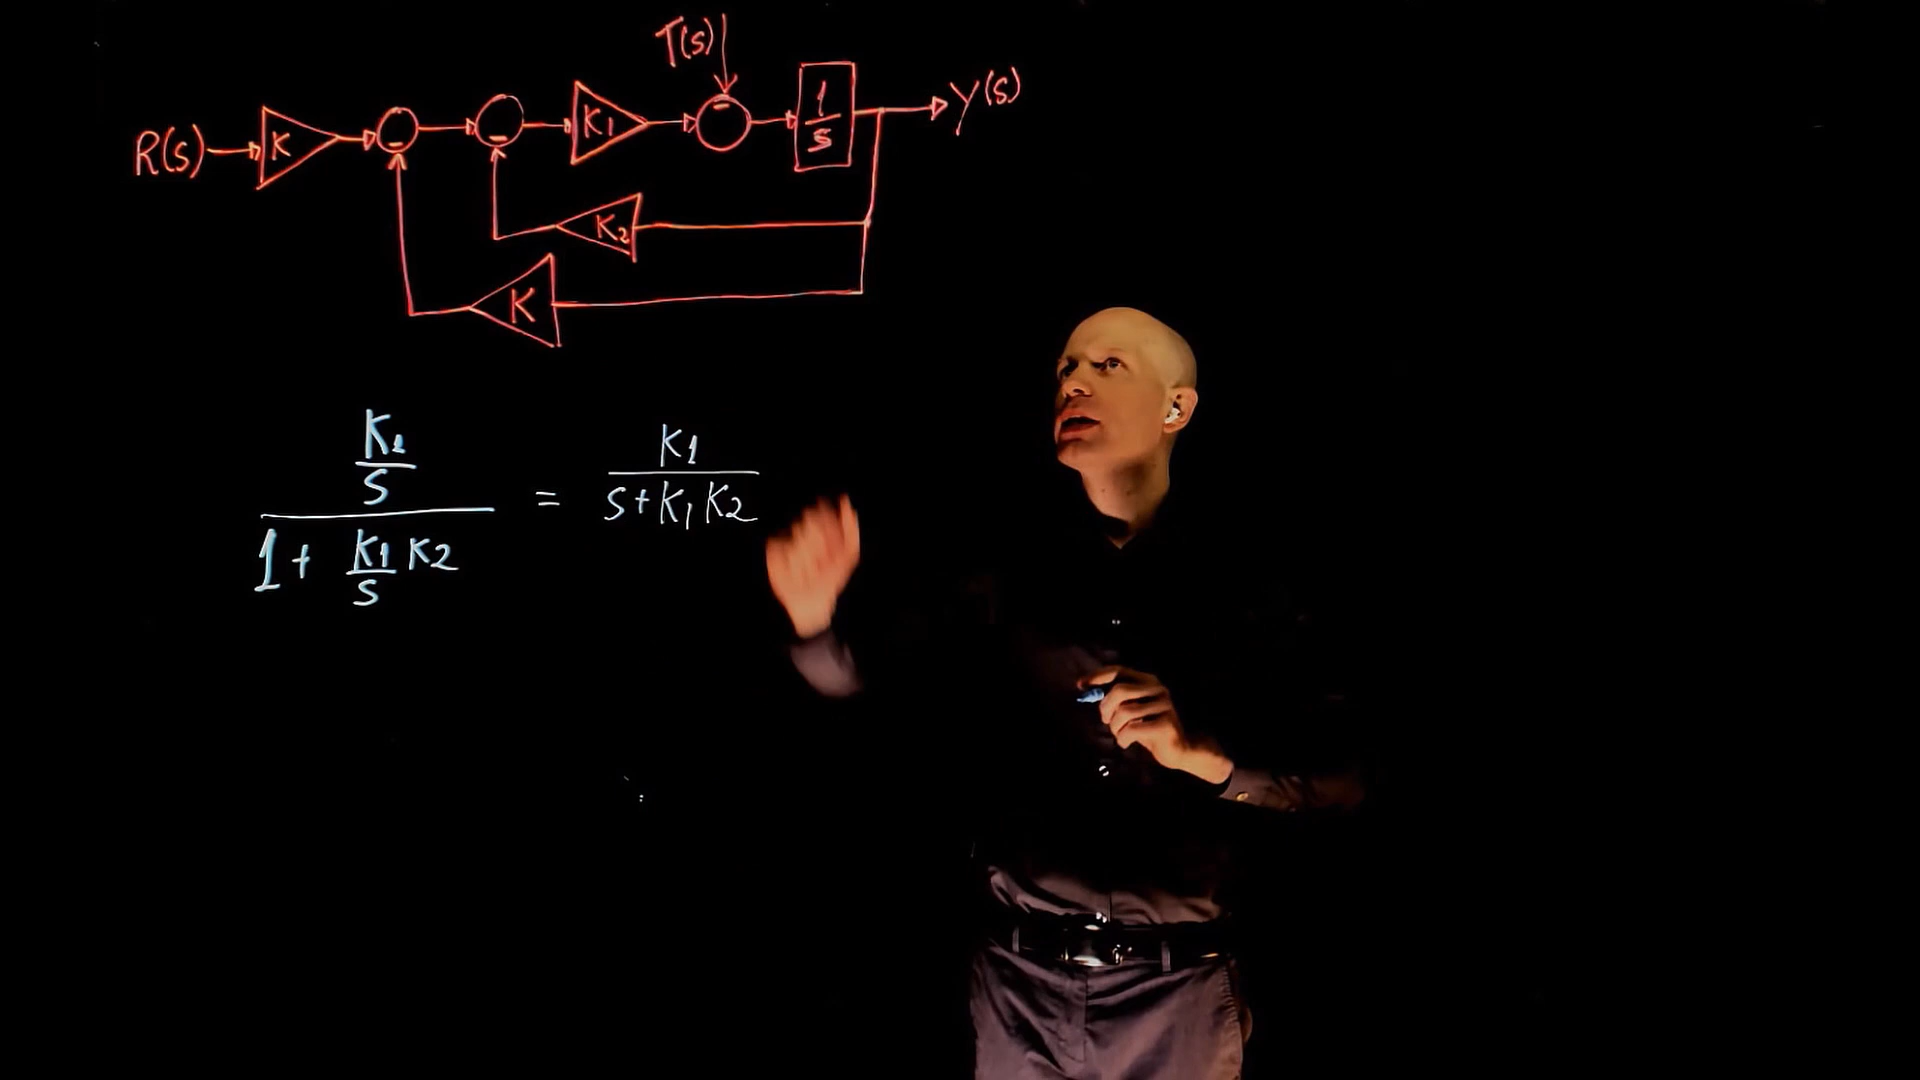 T(s)
R(s) K - - K1 - 1/s Y(s)
K2
K
K1/s / 1 + K1/s K2 = K1 / s+K1K2